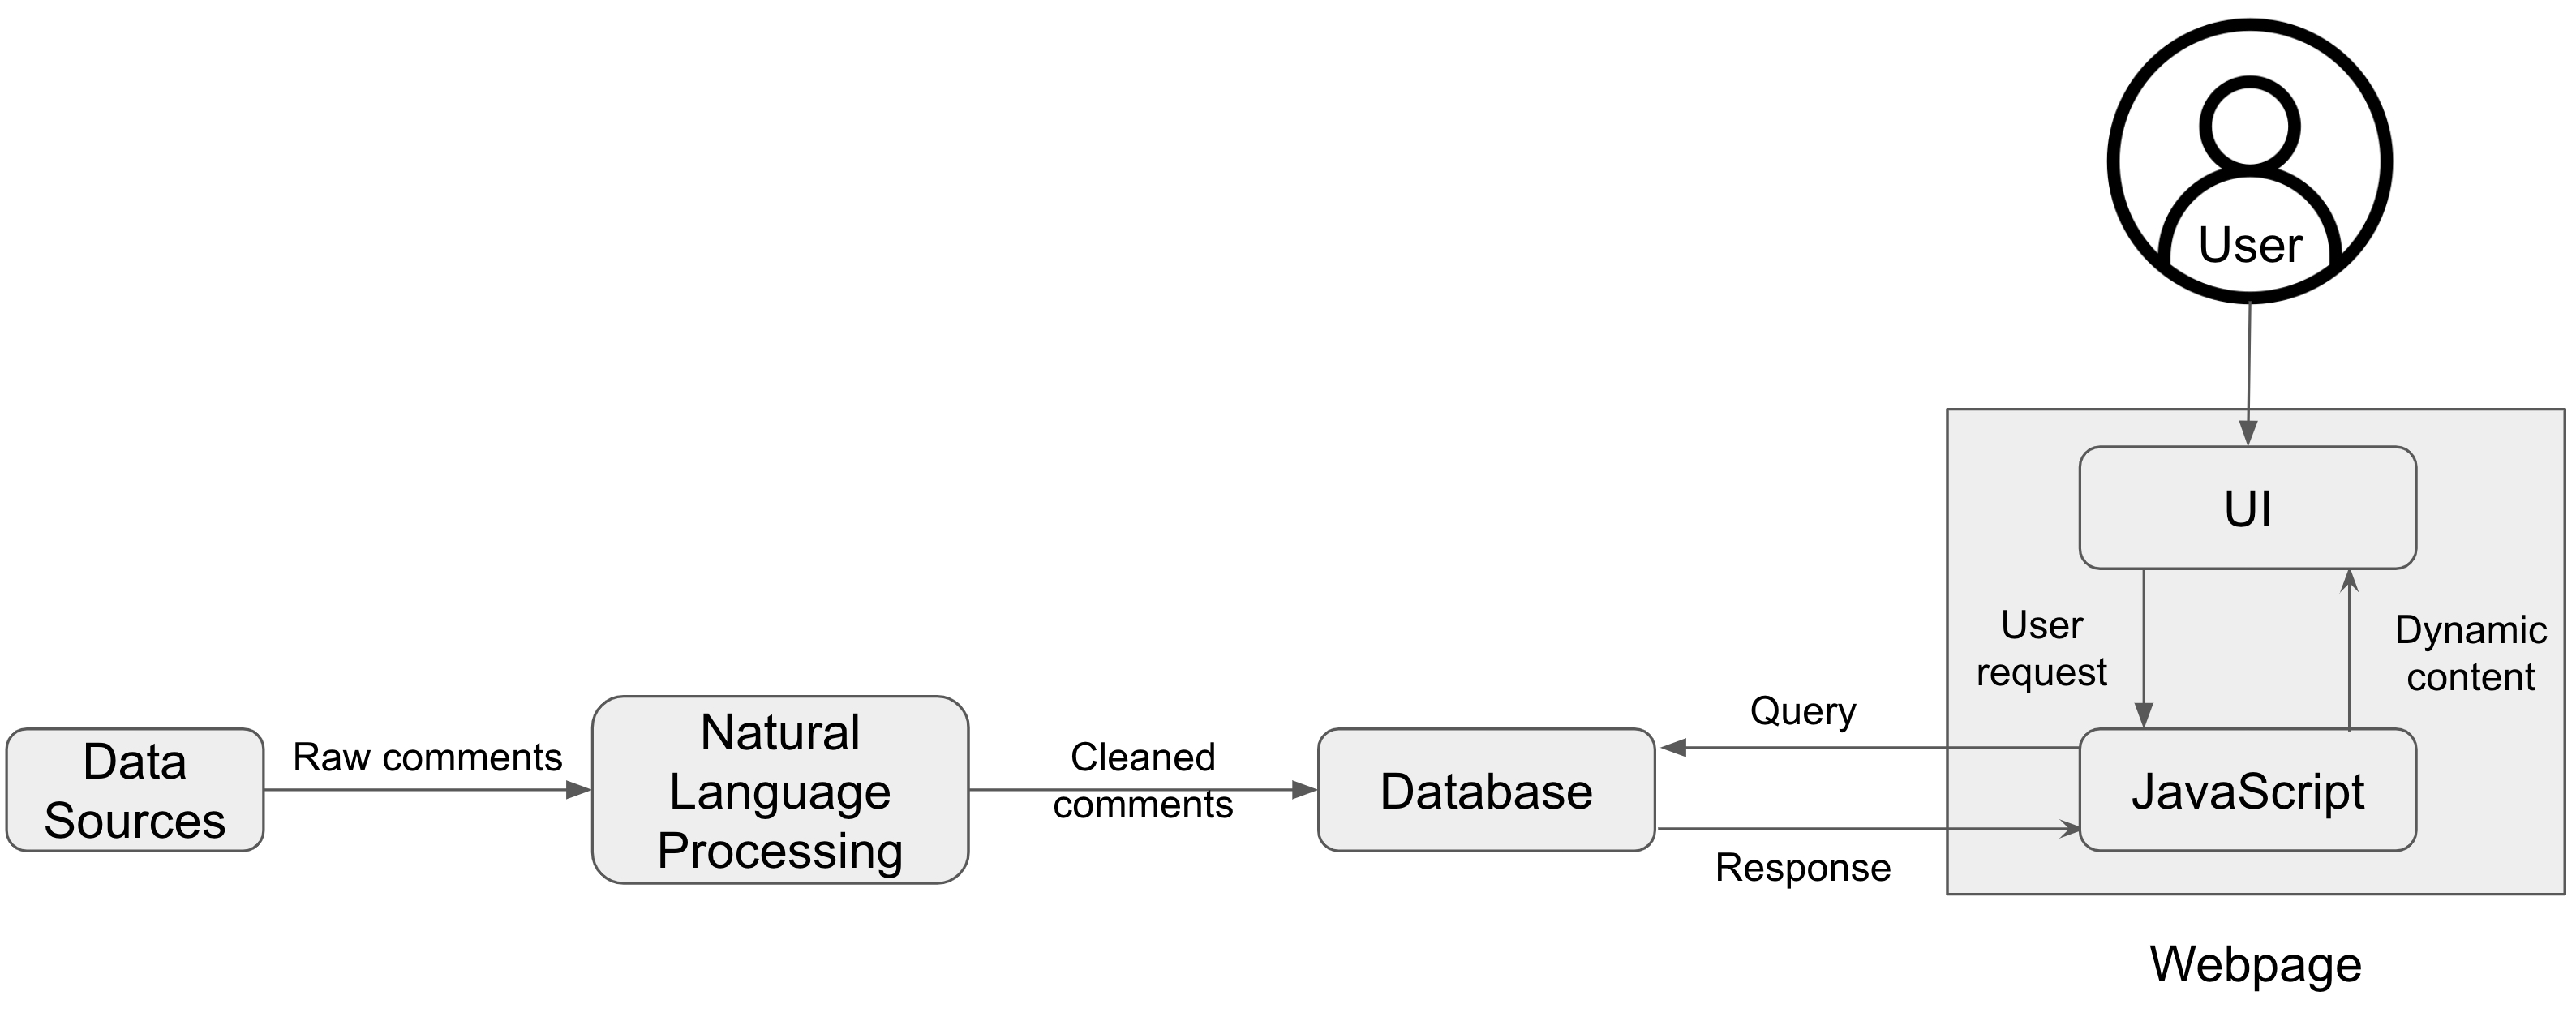 User
UI
User
request
Dynamic
content
Data
Sources
Raw comments
Natural
Language
Processing
Cleaned
comments
Database
Query
Response
JavaScript
Webpage